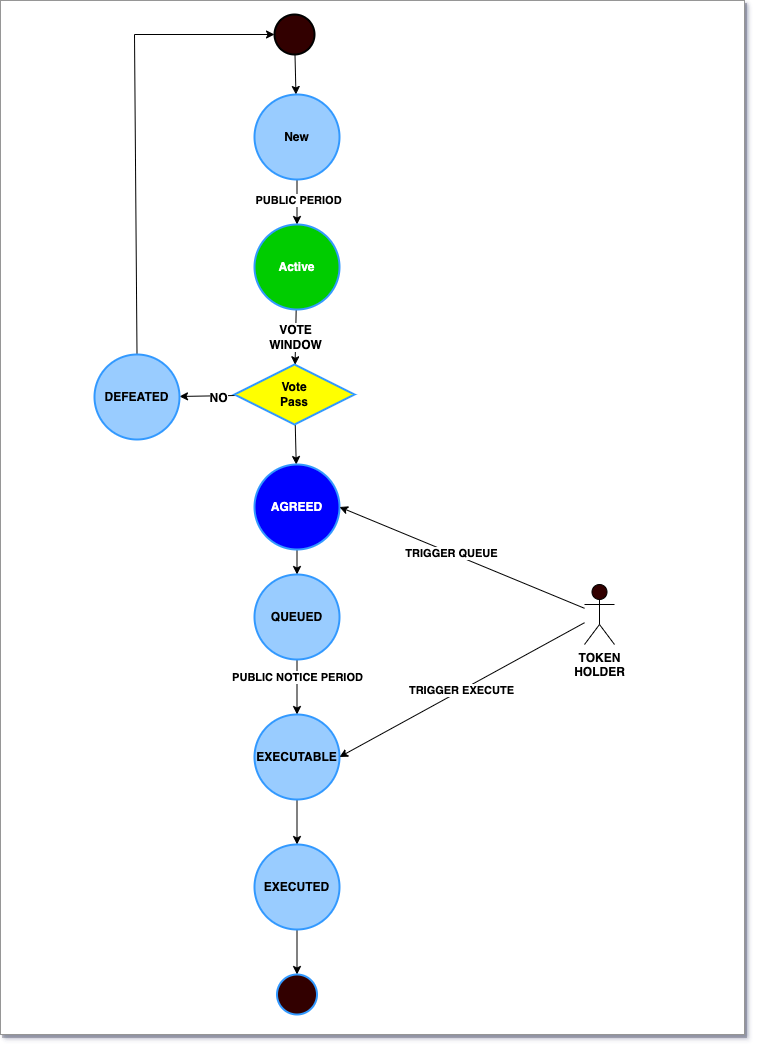 New
PUBLIC PERIOD
Active
VOTE
WINDOW
Vote
Pass
NO
DEFEATED
AGREED
TRIGGER QUEUE
QUEUED
TOKEN
HOLDER
PUBLIC NOTICE PERIOD
TRIGGER EXECUTE
EXECUTABLE
EXECUTED